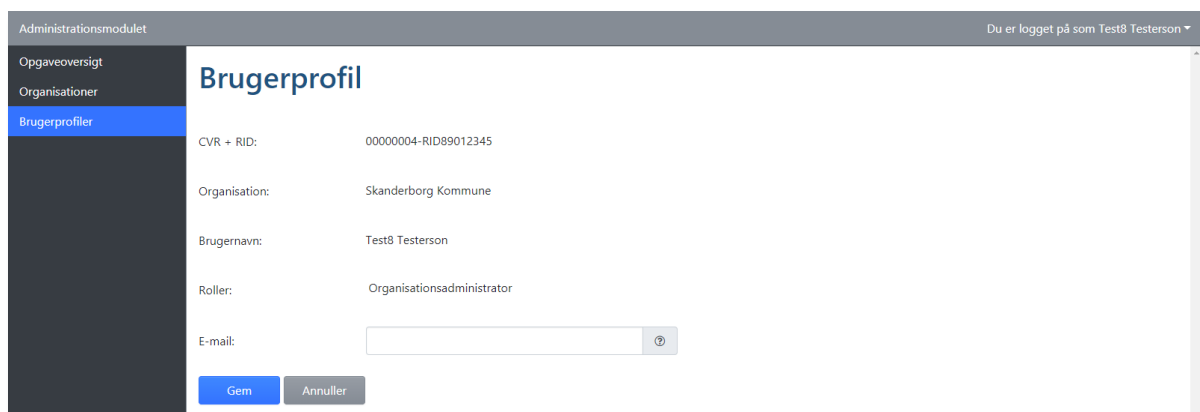 Administrationsmodulet
Du er logget på som Test8 Testerson
Opgaveoversigt
Organisationer
Brugerprofiler
Brugerprofil
CVR + RID: 00000004-RID89012345
Organisation: Skanderborg Kommune
Brugernavn: Test8 Testerson
Roller: Organisationsadministrator
E-mail:
Gem Annuller